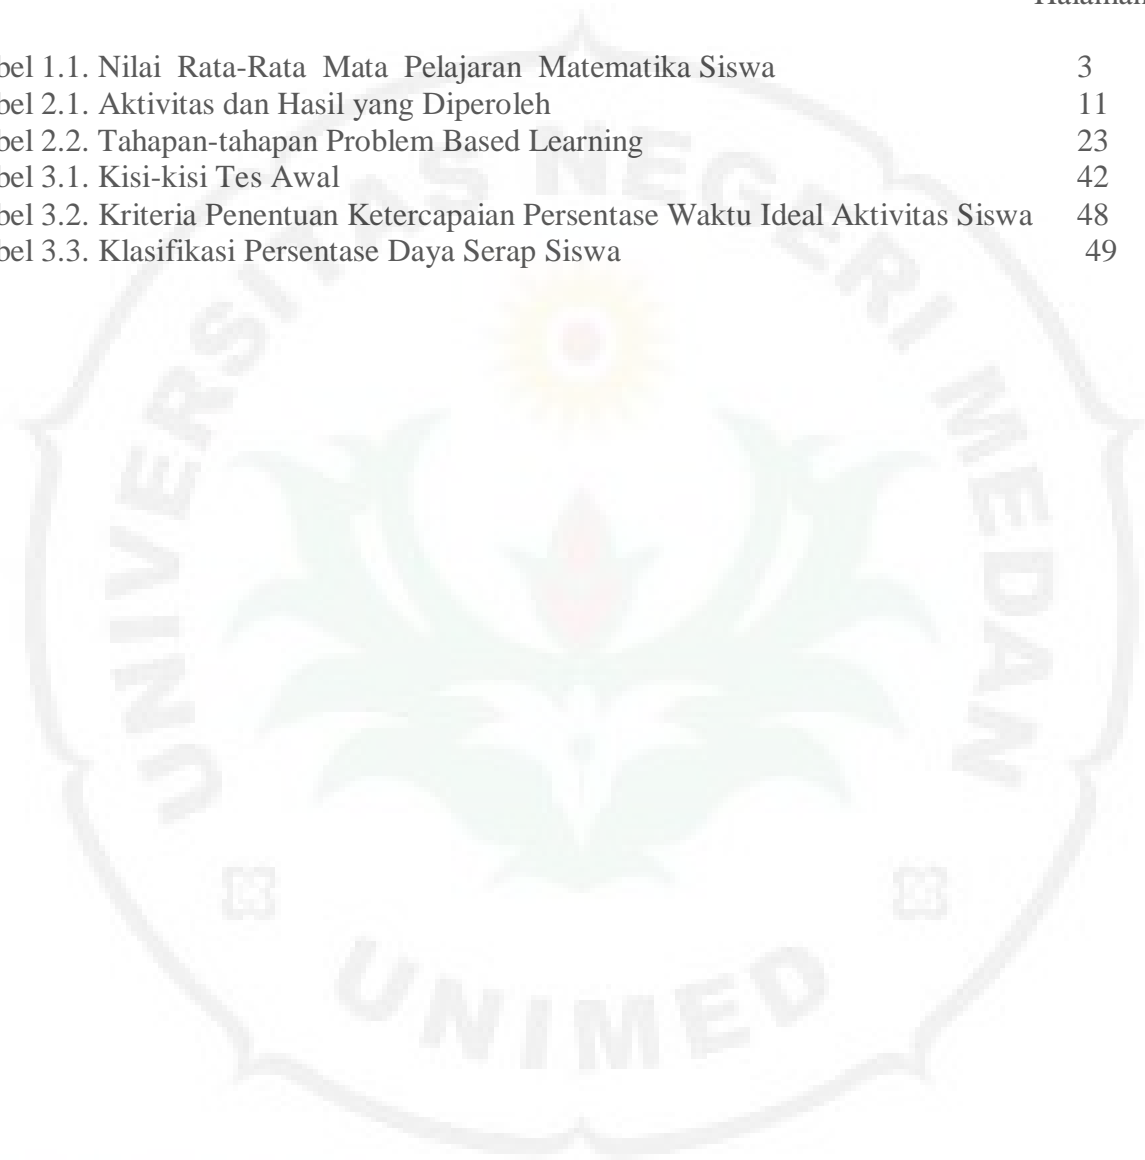 Halaman
bel 1.1. Nilai Rata-Rata Mata Pelajaran Matematika Siswa 3
bel 2.1. Aktivitas dan Hasil yang Diperoleh 11
bel 2.2. Tahapan-tahapan Problem Based Learning 23
bel 3.1. Kisi-kisi Tes Awal 42
bel 3.2. Kriteria Penentuan Ketercapaian Persentase Waktu Ideal Aktivitas Siswa 48
bel 3.3. Klasifikasi Persentase Daya Serap Siswa 49
UNIVERSITAS NEGERI MEDAN
UNIMED